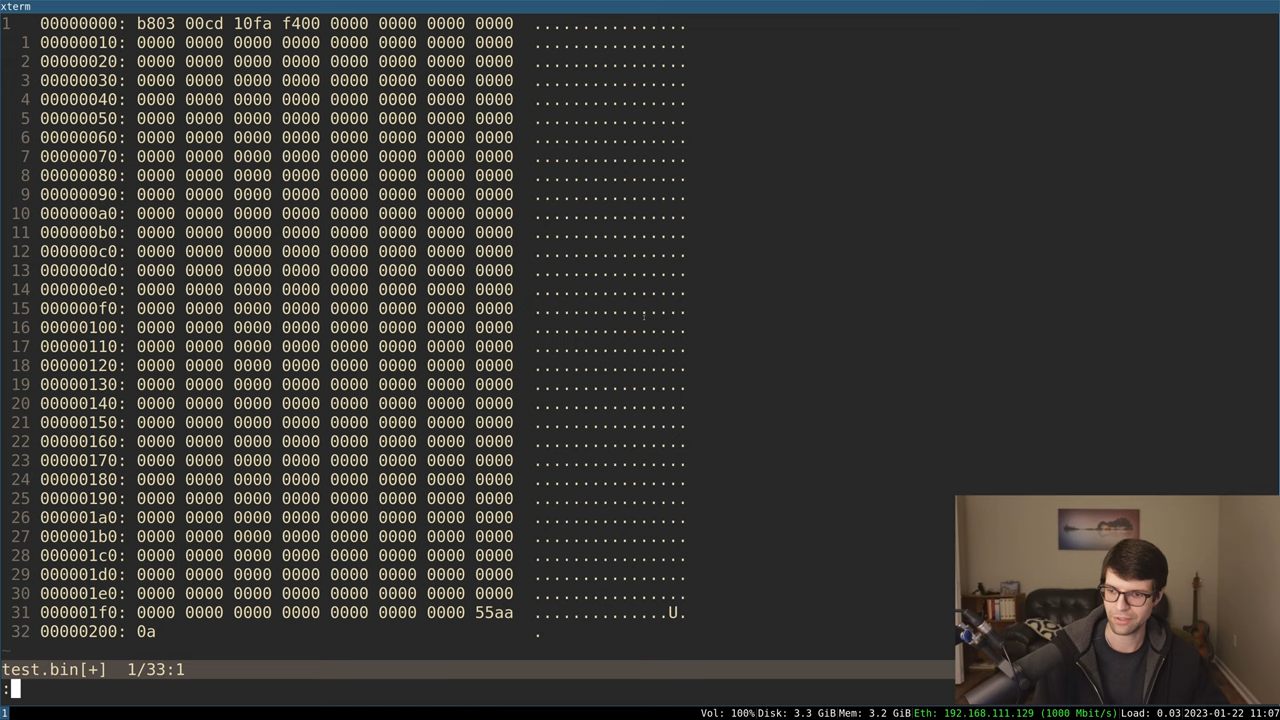 xterm
1 00000000: b803 00cd 10fa f400 0000 0000 0000 0000 ................
1 00000010: 0000 0000 0000 0000 0000 0000 0000 0000 ................
2 00000020: 0000 0000 0000 0000 0000 0000 0000 0000 ................
3 00000030: 0000 0000 0000 0000 0000 0000 0000 0000 ................
4 00000040: 0000 0000 0000 0000 0000 0000 0000 0000 ................
5 00000050: 0000 0000 0000 0000 0000 0000 0000 0000 ................
6 00000060: 0000 0000 0000 0000 0000 0000 0000 0000 ................
7 00000070: 0000 0000 0000 0000 0000 0000 0000 0000 ................
8 00000080: 0000 0000 0000 0000 0000 0000 0000 0000 ................
9 00000090: 0000 0000 0000 0000 0000 0000 0000 0000 ................
10 000000a0: 0000 0000 0000 0000 0000 0000 0000 0000 ................
11 000000b0: 0000 0000 0000 0000 0000 0000 0000 0000 ................
12 000000c0: 0000 0000 0000 0000 0000 0000 0000 0000 ................
13 000000d0: 0000 0000 0000 0000 0000 0000 0000 0000 ................
14 000000e0: 0000 0000 0000 0000 0000 0000 0000 0000 ................
15 000000f0: 0000 0000 0000 0000 0000 0000 0000 0000 ................
16 00000100: 0000 0000 0000 0000 0000 0000 0000 0000 ................
17 00000110: 0000 0000 0000 0000 0000 0000 0000 0000 ................
18 00000120: 0000 0000 0000 0000 0000 0000 0000 0000 ................
19 00000130: 0000 0000 0000 0000 0000 0000 0000 0000 ................
20 00000140: 0000 0000 0000 0000 0000 0000 0000 0000 ................
21 00000150: 0000 0000 0000 0000 0000 0000 0000 0000 ................
22 00000160: 0000 0000 0000 0000 0000 0000 0000 0000 ................
23 00000170: 0000 0000 0000 0000 0000 0000 0000 0000 ................
24 00000180: 0000 0000 0000 0000 0000 0000 0000 0000 ................
25 00000190: 0000 0000 0000 0000 0000 0000 0000 0000 ................
26 000001a0: 0000 0000 0000 0000 0000 0000 0000 0000 ................
27 000001b0: 0000 0000 0000 0000 0000 0000 0000 0000 ................
28 000001c0: 0000 0000 0000 0000 0000 0000 0000 0000 ................
29 000001d0: 0000 0000 0000 0000 0000 0000 0000 0000 ................
30 000001e0: 0000 0000 0000 0000 0000 0000 0000 0000 ................
31 000001f0: 0000 0000 0000 0000 0000 0000 0000 55aa ..............U.
32 00000200: 0a .
~
test.bin[+] 1/33:1
:
1 Vol: 100% Disk: 3.3 GiB Mem: 3.2 GiB Eth: 192.168.111.129 (1000 Mbit/s) Load: 0.03 2023-01-22 11:07